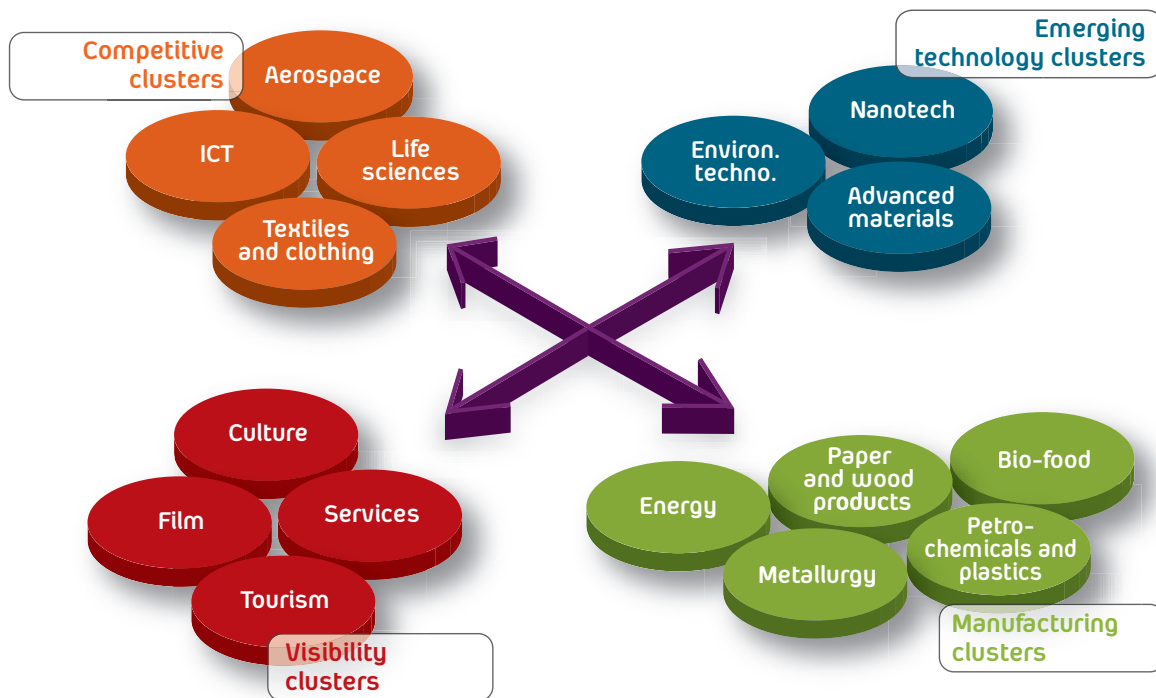 Competitive
clusters
Aerospace
ICT
Life
sciences
Textiles
and clothing
Emerging
technology clusters
Nanotech
Environ.
techno.
Advanced
materials
Culture
Film
Services
Tourism
Visibility
clusters
Energy
Paper
and wood
products
Bio-food
Metallurgy
Petro-
chemicals and
plastics
Manufacturing
clusters